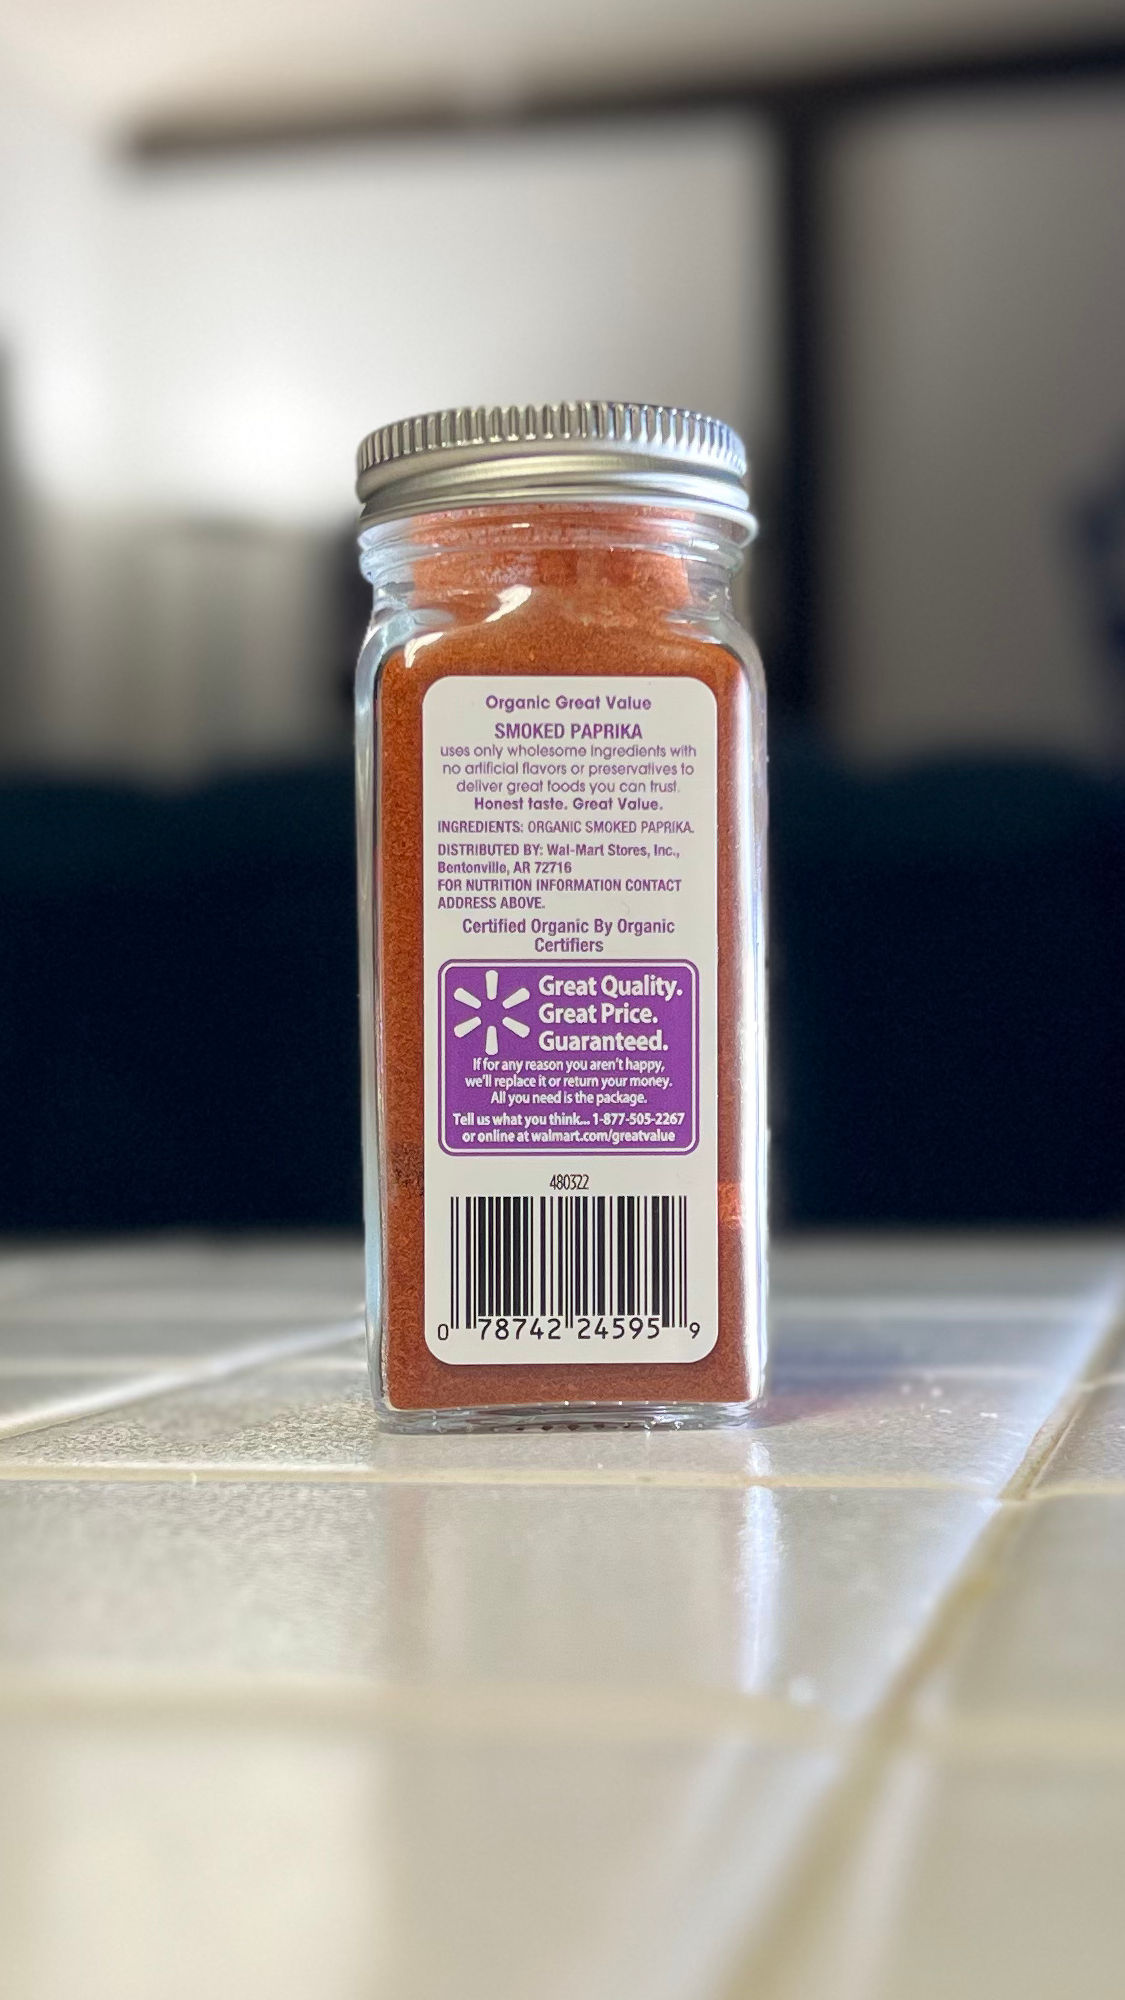 Organic Great Value
SMOKED PAPRIKA
uses only wholesome ingredients with
no artificial flavors or preservatives to
deliver great foods you can trust.
Honest taste. Great Value.
INGREDIENTS: ORGANIC SMOKED PAPRIKA.
DISTRIBUTED BY: Wal-Mart Stores, Inc.,
Bentonville, AR 72716
FOR NUTRITION INFORMATION CONTACT
ADDRESS ABOVE.
Certified Organic By Organic
Certifiers
Great Quality.
Great Price.
Guaranteed.
If for any reason you aren't happy,
we'll replace it or return your money.
All you need is the package.
Tell us what you think... 1-877-505-2267
or online at walmart.com/greatvalue
480322
0 78742 24595 9